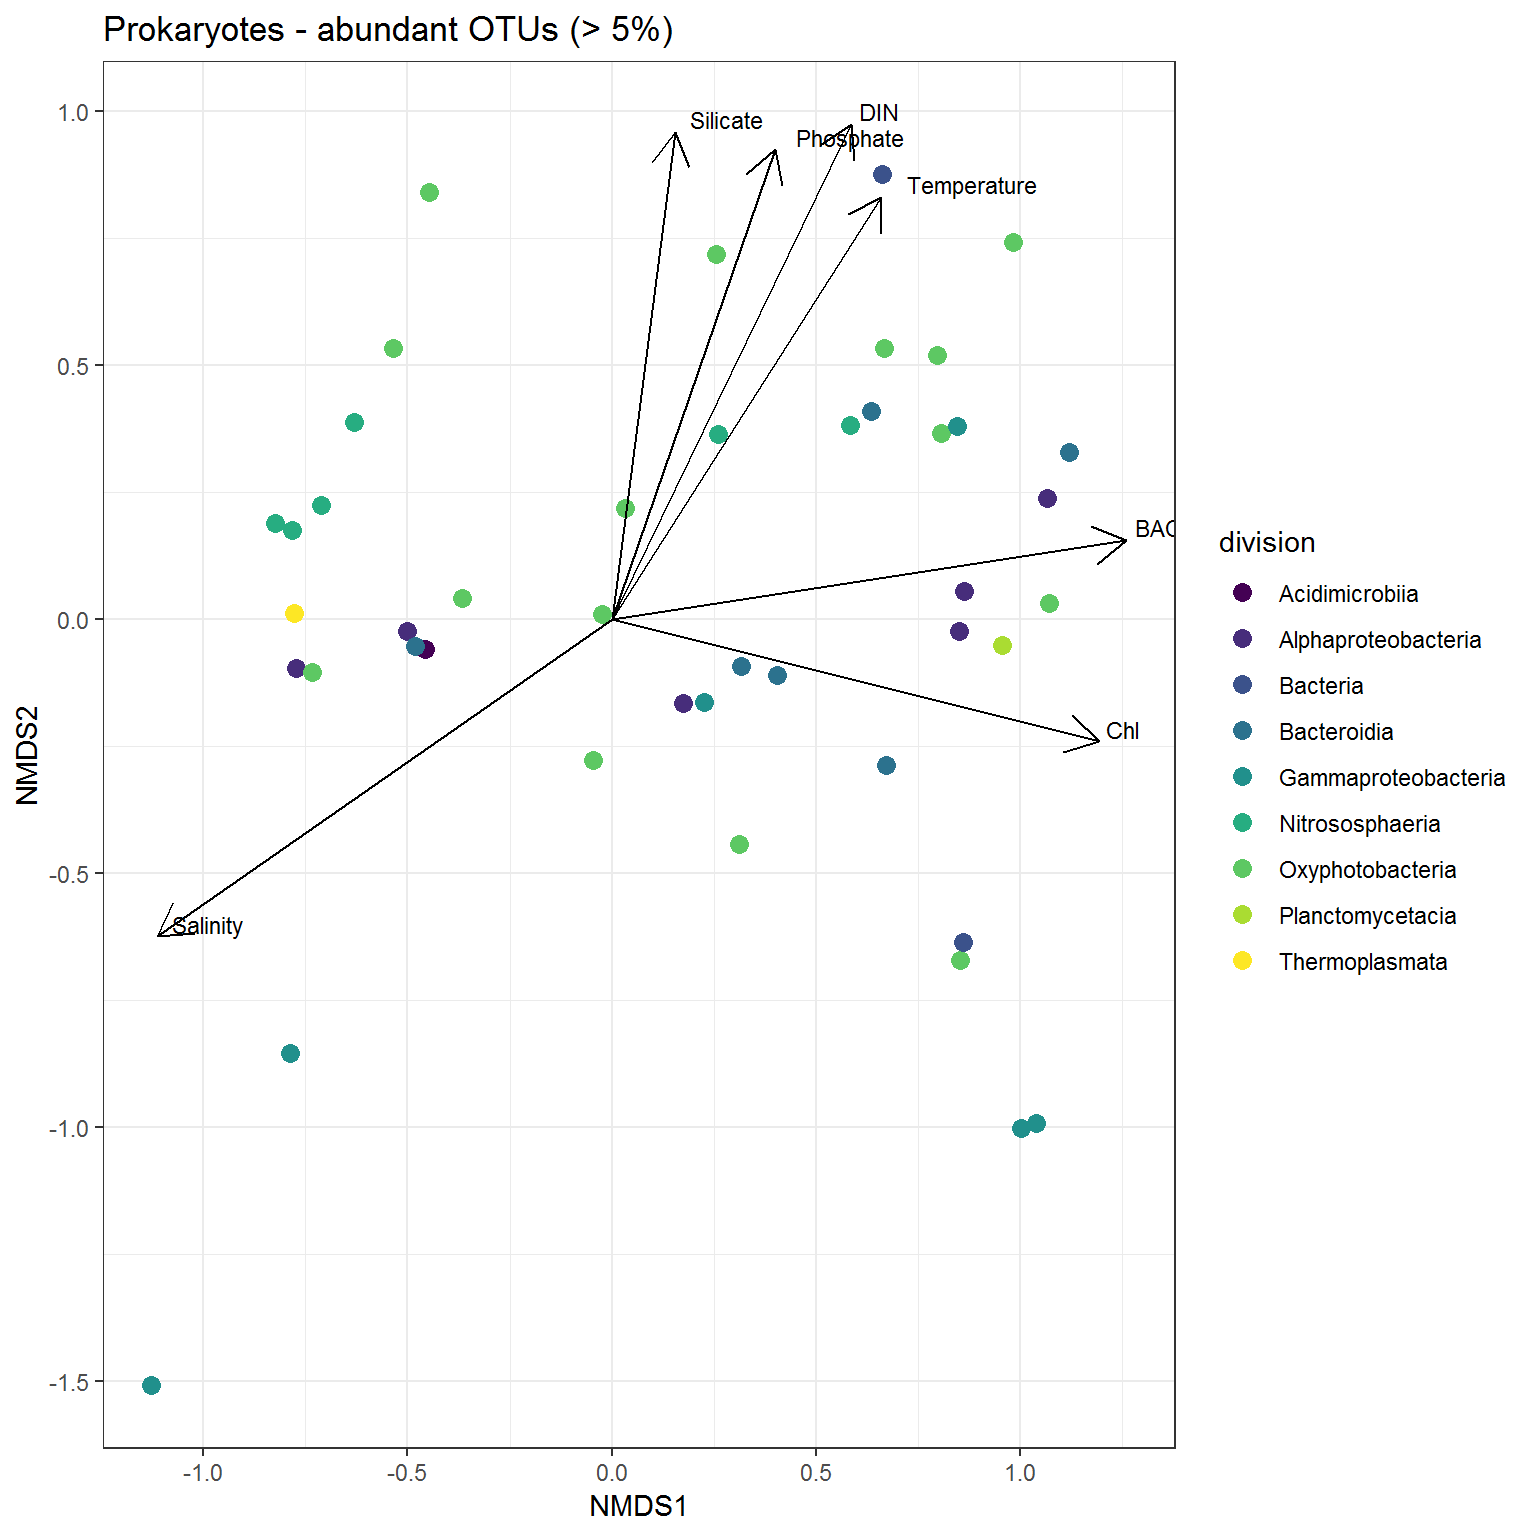 Prokaryotes - abundant OTUs (> 5%)
1.0
0.5
0.0
-0.5
-1.0
-1.5
NMDS2
Silicate
DIN
Phosphate
Temperature
BAC
Chl
Salinity
-1.0
-0.5
0.0
0.5
1.0
NMDS1
division
Acidimicrobiia
Alphaproteobacteria
Bacteria
Bacteroidia
Gammaproteobacteria
Nitrososphaeria
Oxyphotobacteria
Planctomycetacia
Thermoplasmata